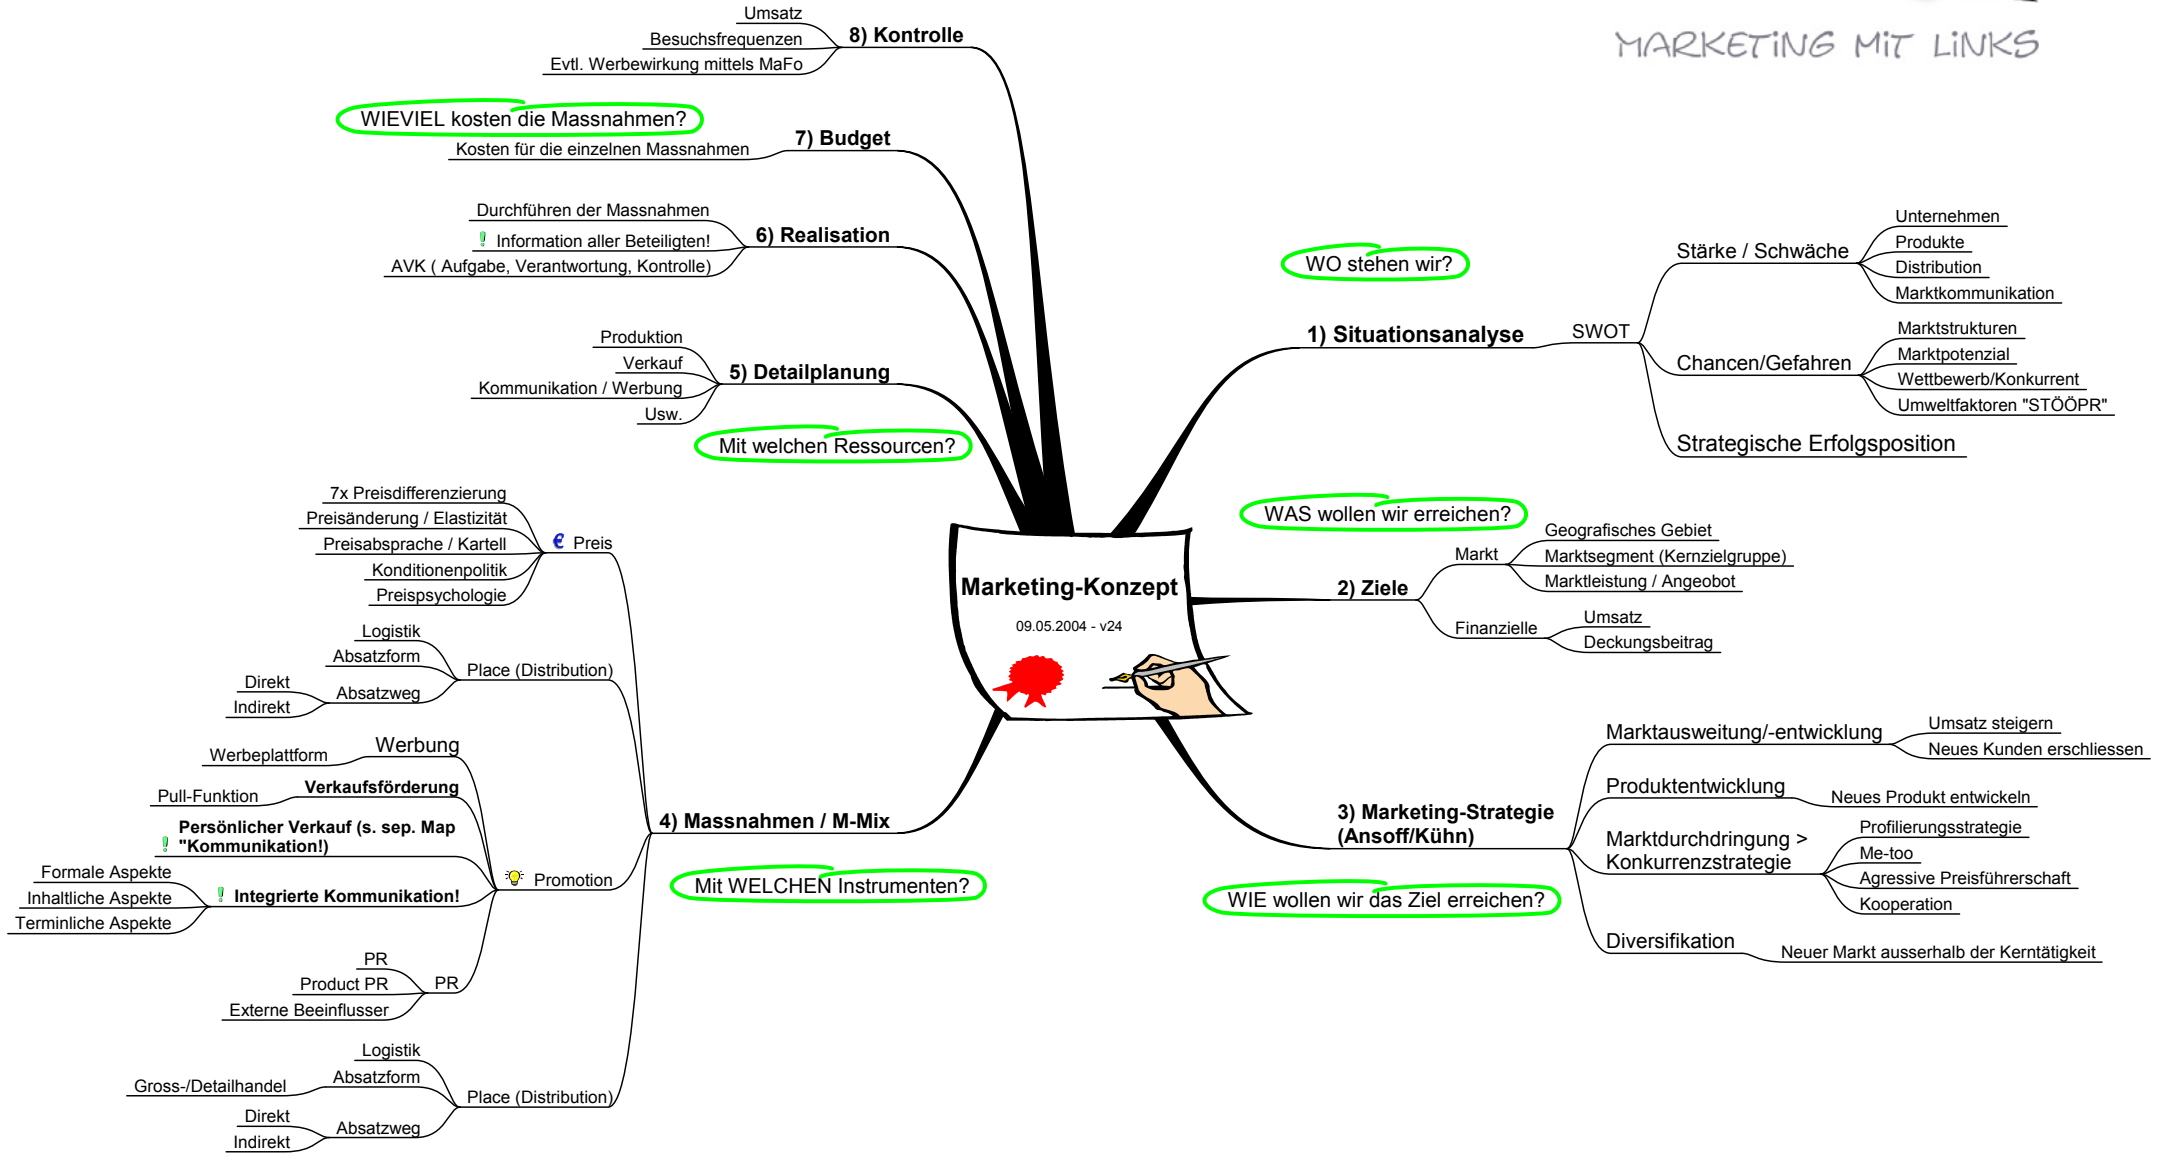 MARKETING MIT LINKS
Marketing-Konzept
09.05.2004 - v24
WO stehen wir?
1) Situationsanalyse
SWOT
Stärke / Schwäche
Unternehmen
Produkte
Distribution
Marktkommunikation
Chancen/Gefahren
Marktstrukturen
Marktpotenzial
Wettbewerb/Konkurrent
Umweltfaktoren "STÖÖPR"
Strategische Erfolgsposition
WAS wollen wir erreichen?
2) Ziele
Markt
Geografisches Gebiet
Marktsegment (Kernzielgruppe)
Marktleistung / Angeobot
Finanzielle
Umsatz
Deckungsbeitrag
3) Marketing-Strategie
(Ansoff/Kühn)
WIE wollen wir das Ziel erreichen?
Marktausweitung/-entwicklung
Umsatz steigern
Neues Kunden erschliessen
Produktentwicklung
Neues Produkt entwickeln
Marktdurchdringung >
Konkurrenzstrategie
Profilierungsstrategie
Me-too
Agressive Preisführerschaft
Kooperation
Diversifikation
Neuer Markt ausserhalb der Kerntätigkeit
4) Massnahmen / M-Mix
Mit WELCHEN Instrumenten?
€ Preis
7x Preisdifferenzierung
Preisänderung / Elastizität
Preisabsprache / Kartell
Konditionenpolitik
Preispsychologie
Place (Distribution)
Logistik
Absatzform
Absatzweg
Direkt
Indirekt
Promotion
Werbung
Werbeplattform
Verkaufsförderung
Pull-Funktion
Persönlicher Verkauf (s. sep. Map
! "Kommunikation!)
! Integrierte Kommunikation!
Formale Aspekte
Inhaltliche Aspekte
Terminliche Aspekte
PR
PR
Product PR
Externe Beeinflusser
Place (Distribution)
Logistik
Absatzform
Gross-/Detailhandel
Absatzweg
Direkt
Indirekt
5) Detailplanung
Produktion
Verkauf
Kommunikation / Werbung
Usw.
Mit welchen Ressourcen?
6) Realisation
Durchführen der Massnahmen
! Information aller Beteiligten!
AVK ( Aufgabe, Verantwortung, Kontrolle)
WIEVIEL kosten die Massnahmen?
7) Budget
Kosten für die einzelnen Massnahmen
8) Kontrolle
Umsatz
Besuchsfrequenzen
Evtl. Werbewirkung mittels MaFo